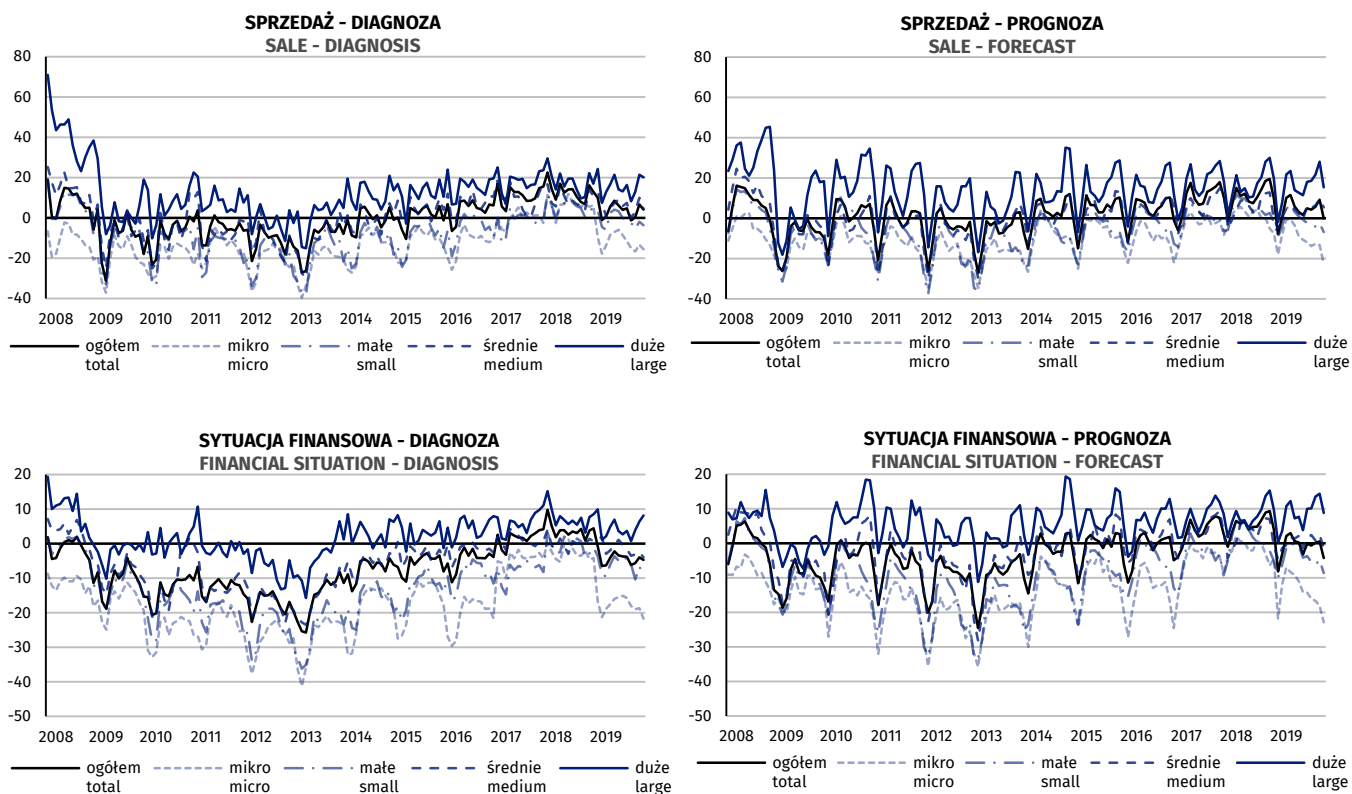 SPRZEDAŻ - DIAGNOZA
SALE - DIAGNOSIS
80
60
40
20
0
-20
-40
2008 2009 2010 2011 2012 2013 2014 2015 2016 2017 2018 2019
ogółem mikro małe średnie duże
total micro small medium large
SPRZEDAŻ - PROGNOZA
SALE - FORECAST
80
60
40
20
0
-20
-40
2008 2009 2010 2011 2012 2013 2014 2015 2016 2017 2018 2019
ogółem mikro małe średnie duże
total micro small medium large
SYTUACJA FINANSOWA - DIAGNOZA
FINANCIAL SITUATION - DIAGNOSIS
20
10
0
-10
-20
-30
-40
-50
2008 2009 2010 2011 2012 2013 2014 2015 2016 2017 2018 2019
ogółem mikro małe średnie duże
total micro small medium large
SYTUACJA FINANSOWA - PROGNOZA
FINANCIAL SITUATION - FORECAST
20
10
0
-10
-20
-30
-40
-50
2008 2009 2010 2011 2012 2013 2014 2015 2016 2017 2018 2019
ogółem mikro małe średnie duże
total micro small medium large